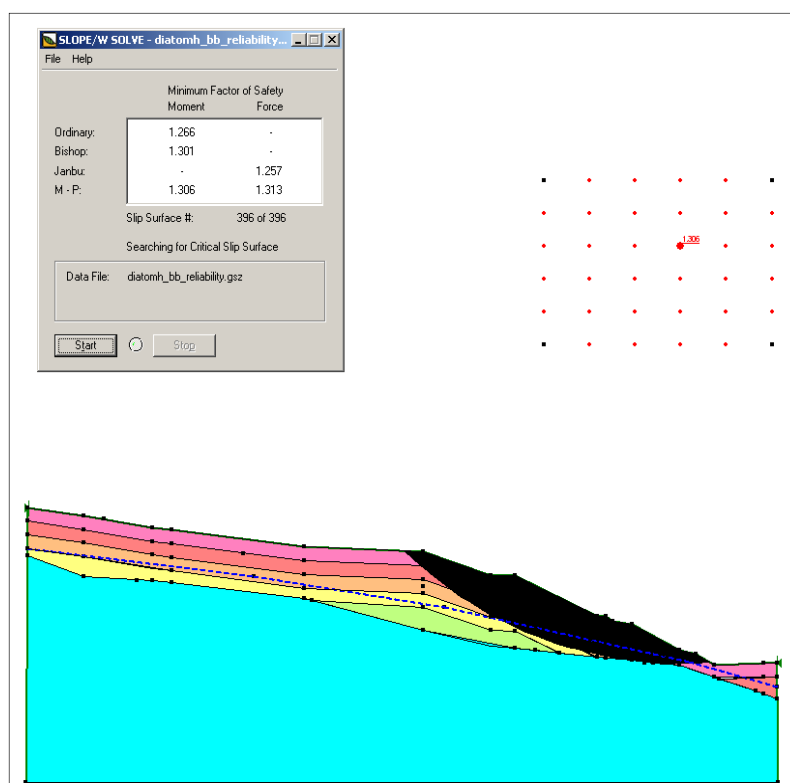 SLOPE/W SOLVE - diatomh_bb_reliability...
File Help
Minimum Factor of Safety
Moment Force
Ordinary: 1.266 -
Bishop: 1.301 -
Janbu: - 1.257
M - P: 1.306 1.313
Slip Surface #: 396 of 396
Searching for Critical Slip Surface
Data File: diatomh_bb_reliability.gsz
Start Stop
1.306